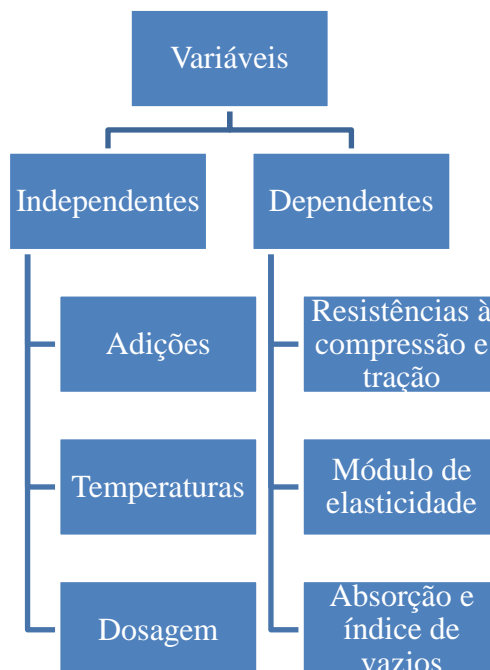 Variáveis
Independentes
Adições
Temperaturas
Dosagem
Dependentes
Resistências à
compressão e
tração
Módulo de
elasticidade
Absorção e
índice de
vazios